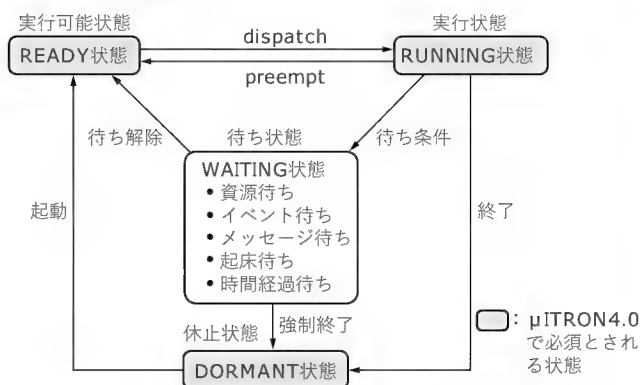 実行可能状態
実行状態
READY状態
dispatch
RUNNING状態
preempt
待ち解除
待ち状態
待ち条件
WAITING状態
• 資源待ち
• イベント待ち
• メッセージ待ち
• 起床待ち
• 時間経過待ち
起動
終了
休止状態
強制終了
DORMANT状態
: μITRON4.0
で必須とされ
る状態